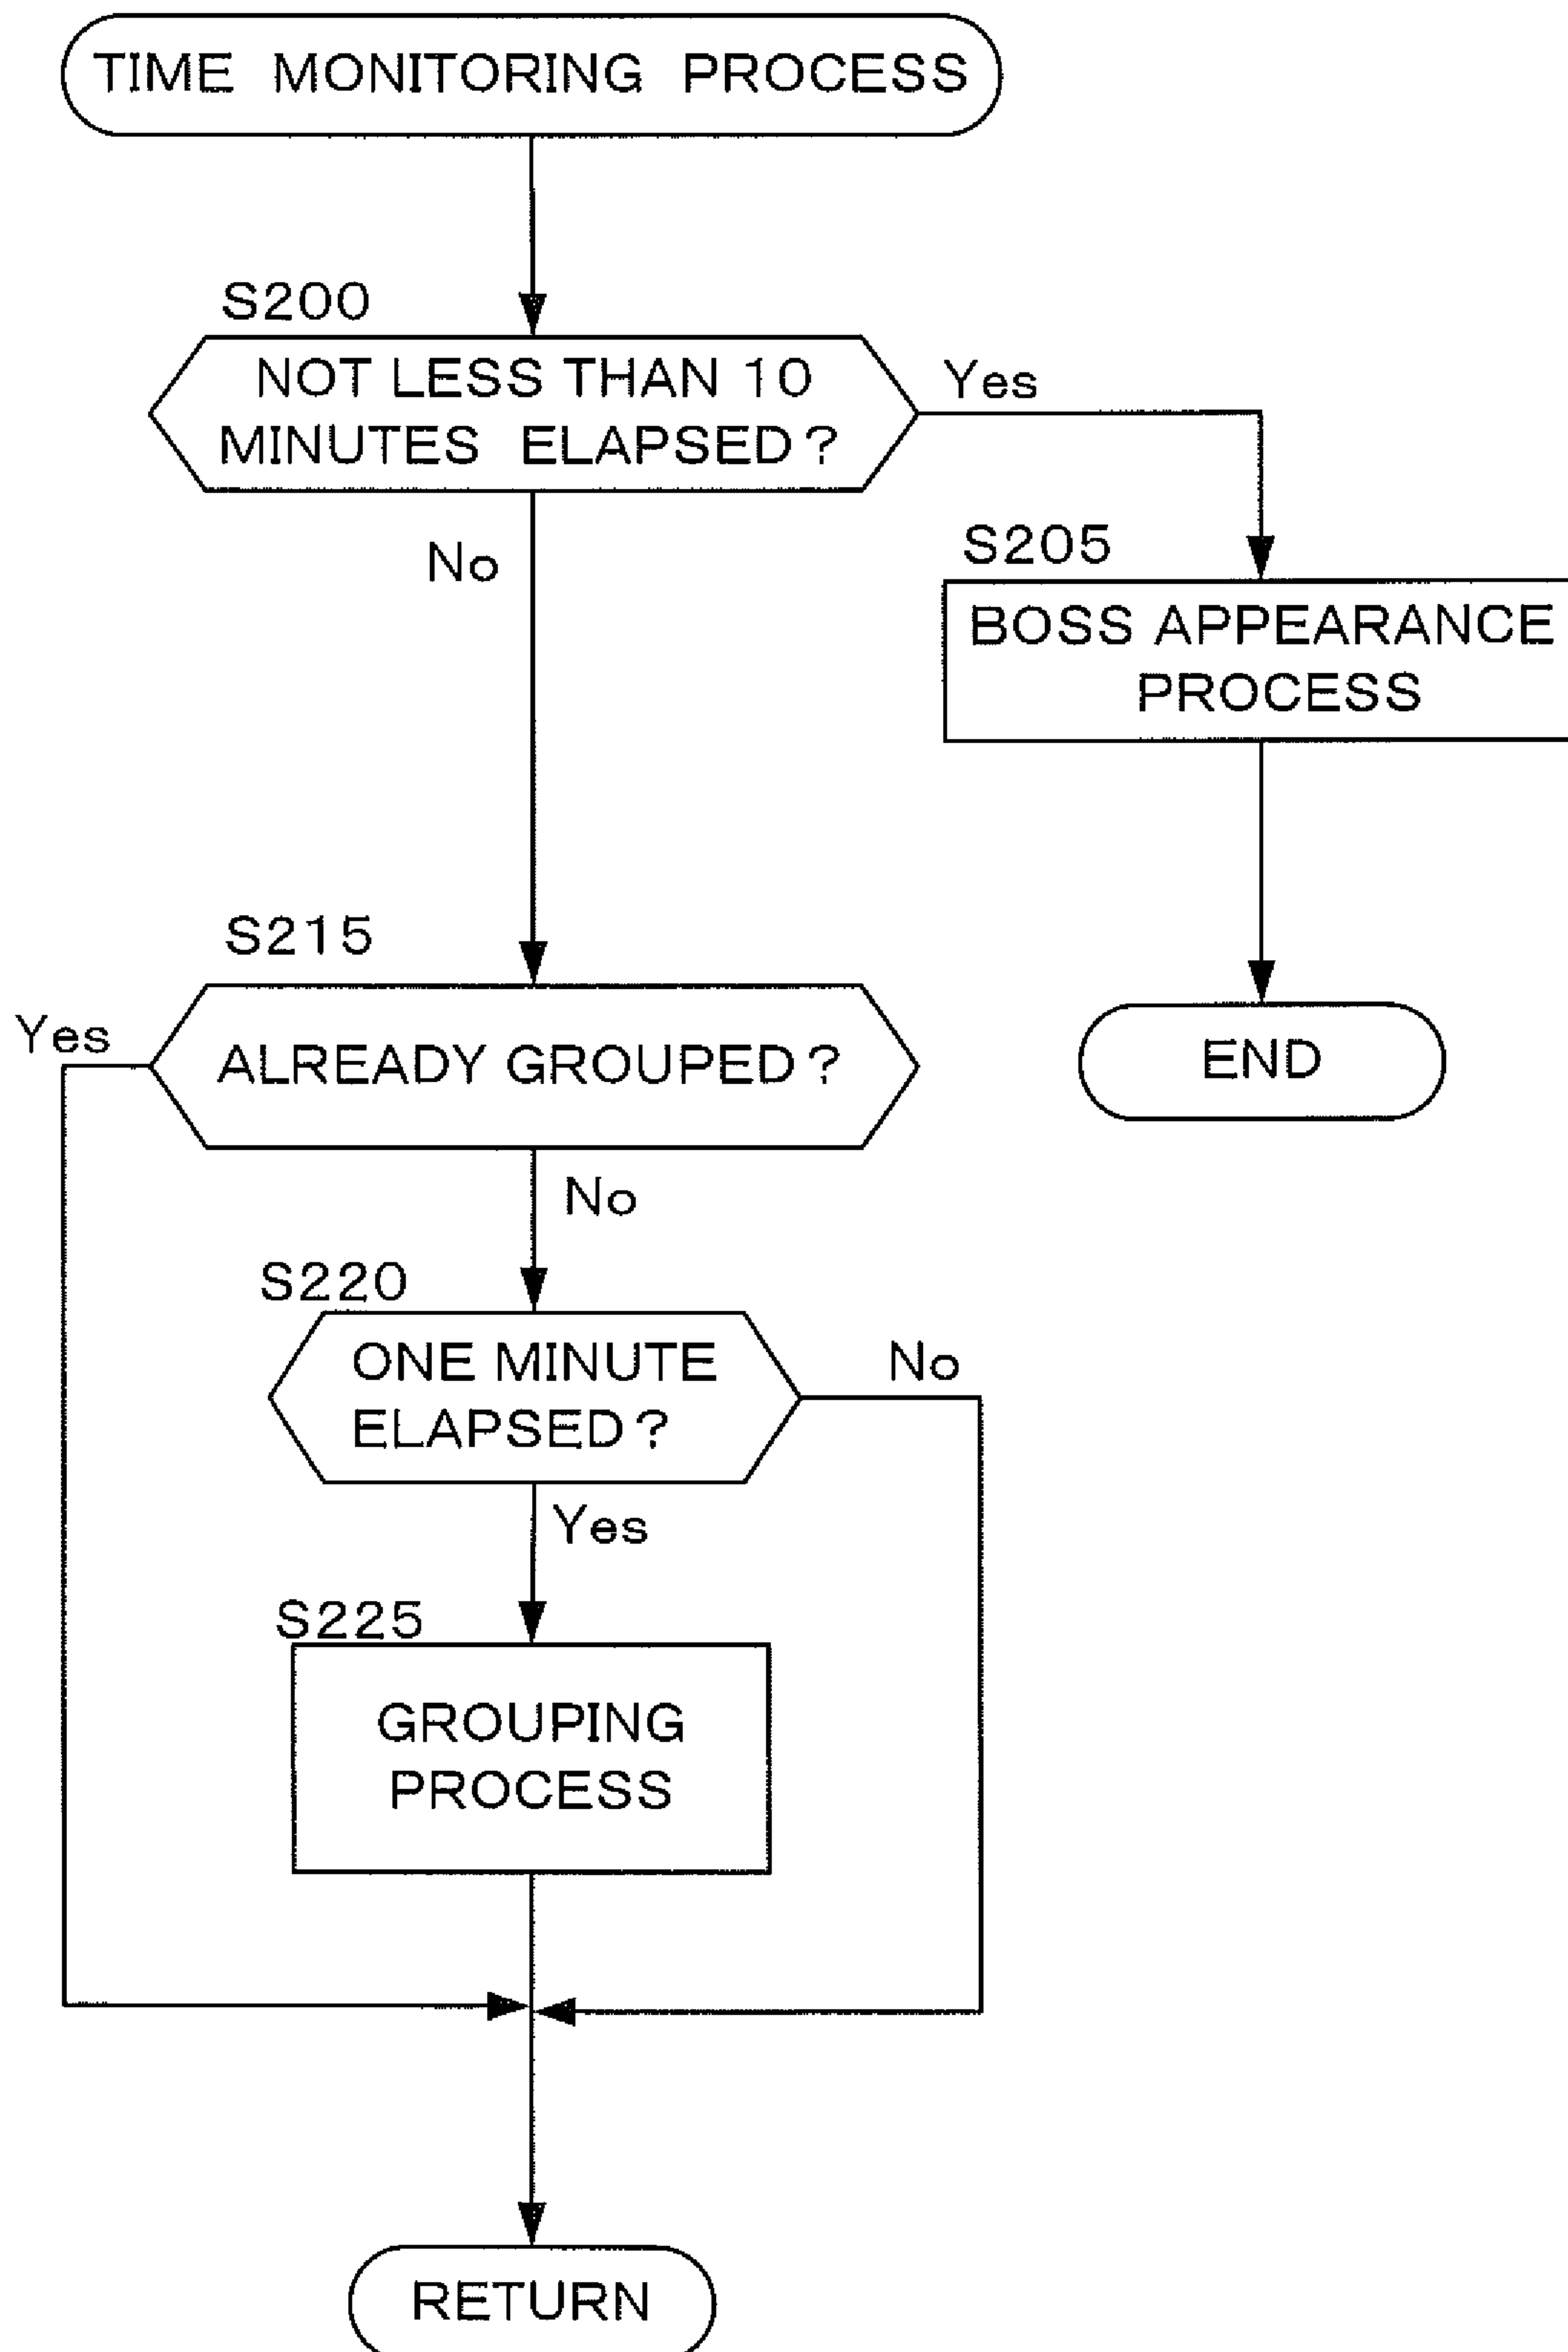 TIME MONITORING PROCESS
S200
NOT LESS THAN 10
MINUTES ELAPSED?
Yes
No
S205
BOSS APPEARANCE
PROCESS
END
S215
Yes
ALREADY GROUPED?
No
S220
ONE MINUTE
ELAPSED?
No
Yes
S225
GROUPING
PROCESS
RETURN